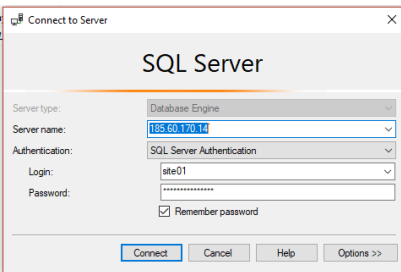 Connect to Server
SQL Server
Server type: Database Engine
Server name: 185.60.170.14
Authentication: SQL Server Authentication
Login: site01
Password: ***************
Remember password
Connect Cancel Help Options >>